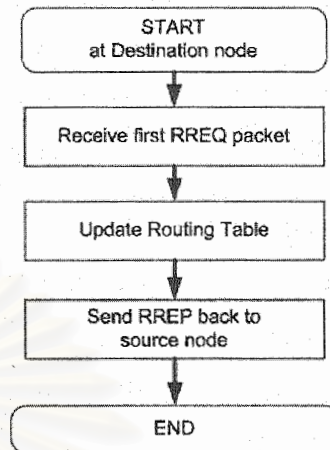 START
at Destination node
Receive first RREQ packet
Update Routing Table
Send RREP back to
source node
END